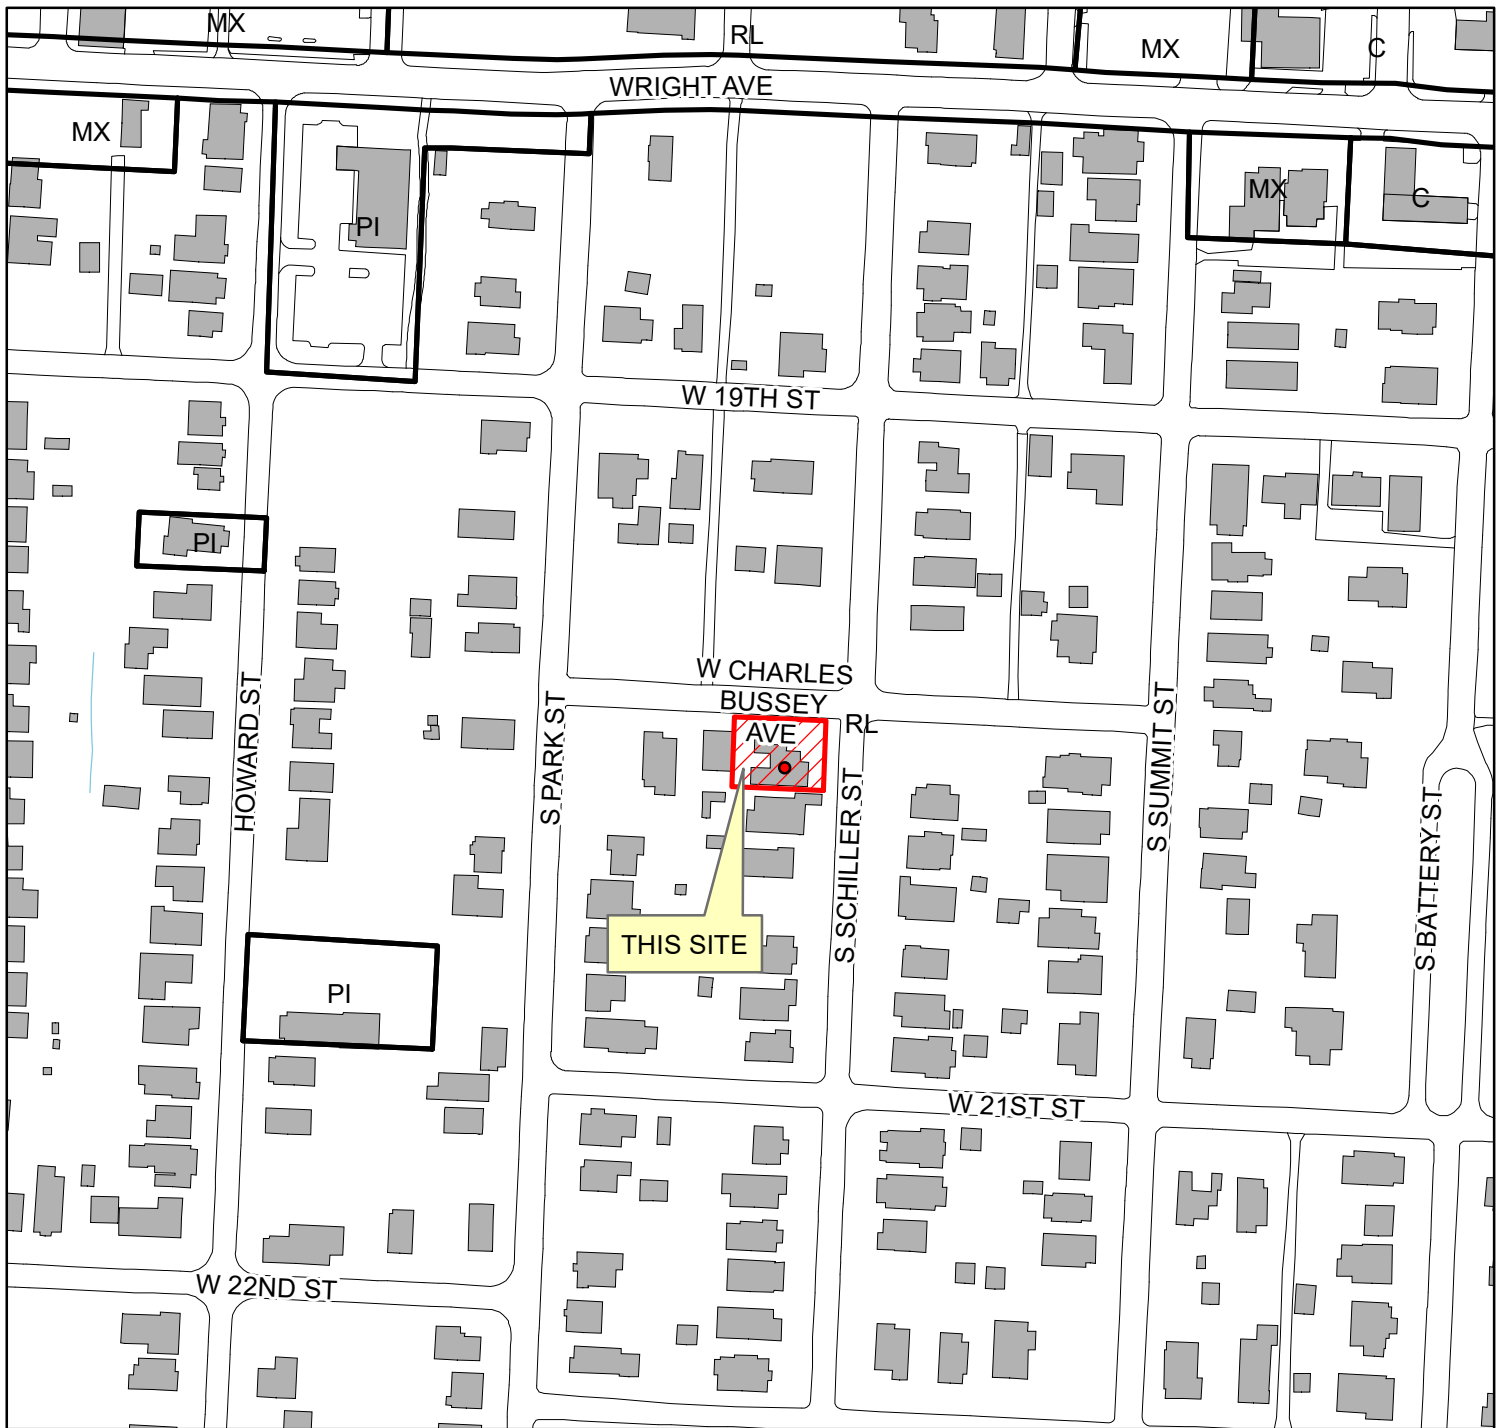 MX
RL
MX
C
WRIGHT AVE
MX
MX
C
PI
W 19TH ST
PI
W CHARLES
BUSSEY
AVE
RL
HOWARD ST
S PARK ST
S SCHILLER ST
S SUMMIT ST
S BATTERY ST
THIS SITE
PI
W 21ST ST
W 22ND ST